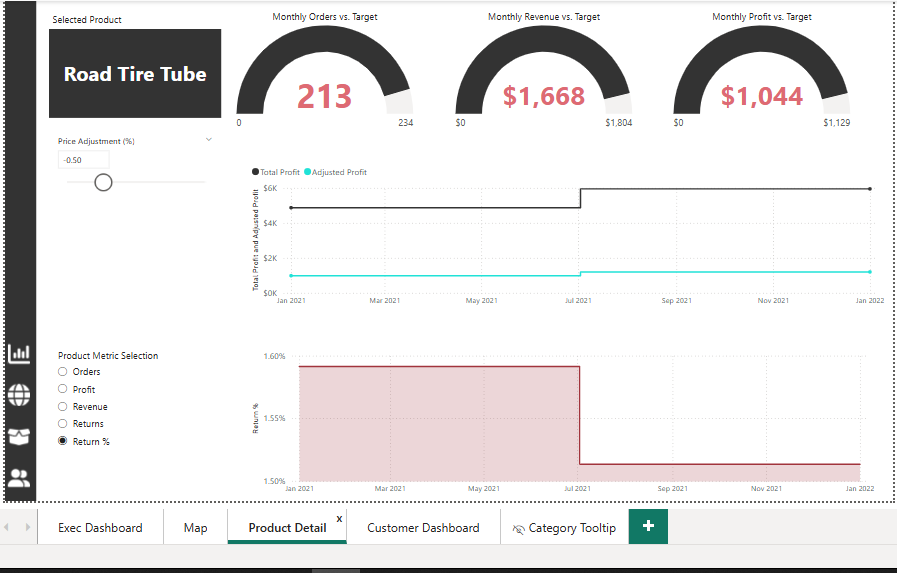 Selected Product
Road Tire Tube
Monthly Orders vs. Target
213
0
234
Monthly Revenue vs. Target
$1,668
$0
$1,804
Monthly Profit vs. Target
$1,044
$0
$1,129
Price Adjustment (%)
-0.50
Total Profit Adjusted Profit
Total Profit and Adjusted Profit
$6K
$4K
$2K
$0K
Jan 2021
Mar 2021
May 2021
Jul 2021
Sep 2021
Nov 2021
Jan 2022
Product Metric Selection
Orders
Profit
Revenue
Returns
Return %
Return %
1.60%
1.55%
1.50%
Jan 2021
Mar 2021
May 2021
Jul 2021
Sep 2021
Nov 2021
Jan 2022
Exec Dashboard
Map
Product Detail
x
Customer Dashboard
Category Tooltip
+